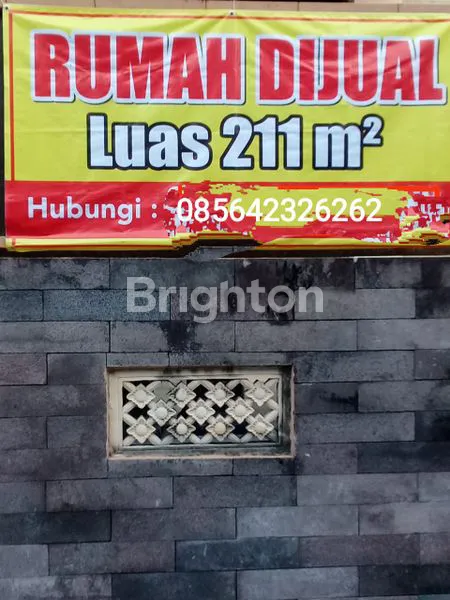 RUMAH DIJUAL
Luas 211 m²
Hubungi : 085642326262
Brighton